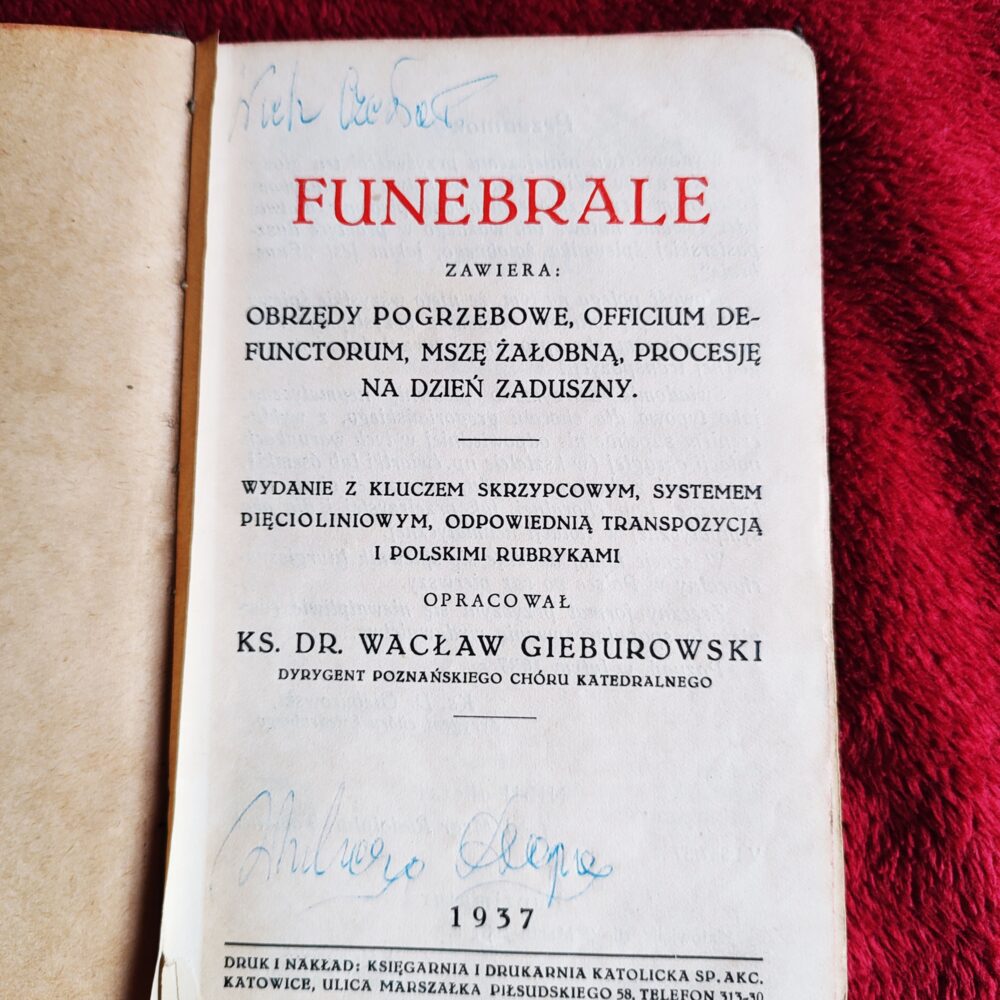 FUNEBRALE
ZAWIERA:
OBRZĘDY POGRZEBOWE, OFFICIUM DE-
FUNCTORUM, MSZĘ ŻAŁOBNĄ, PROCESJĘ
NA DZIEŃ ZADUSZNY.
WYDANIE Z KLUCZEM SKRZYPCOWYM, SYSTEMEM
PIĘCIOLINIOWYM, ODPOWIEDNIĄ TRANSPOZYCJĄ
I POLSKIMI RUBRYKAMI
OPRACOWAŁ
KS. DR. WACŁAW GIEBUROWSKI
DYRYGENT POZNAŃSKIEGO CHÓRU KATEDRALNEGO
1937
DRUK I NAKŁAD: KSIĘGARNIA I DRUKARNIA KATOLICKA SP. AKC.
KATOWICE, ULICA MARSZAŁKA PIŁSUDSKIEGO 58, TELEFON 313-30